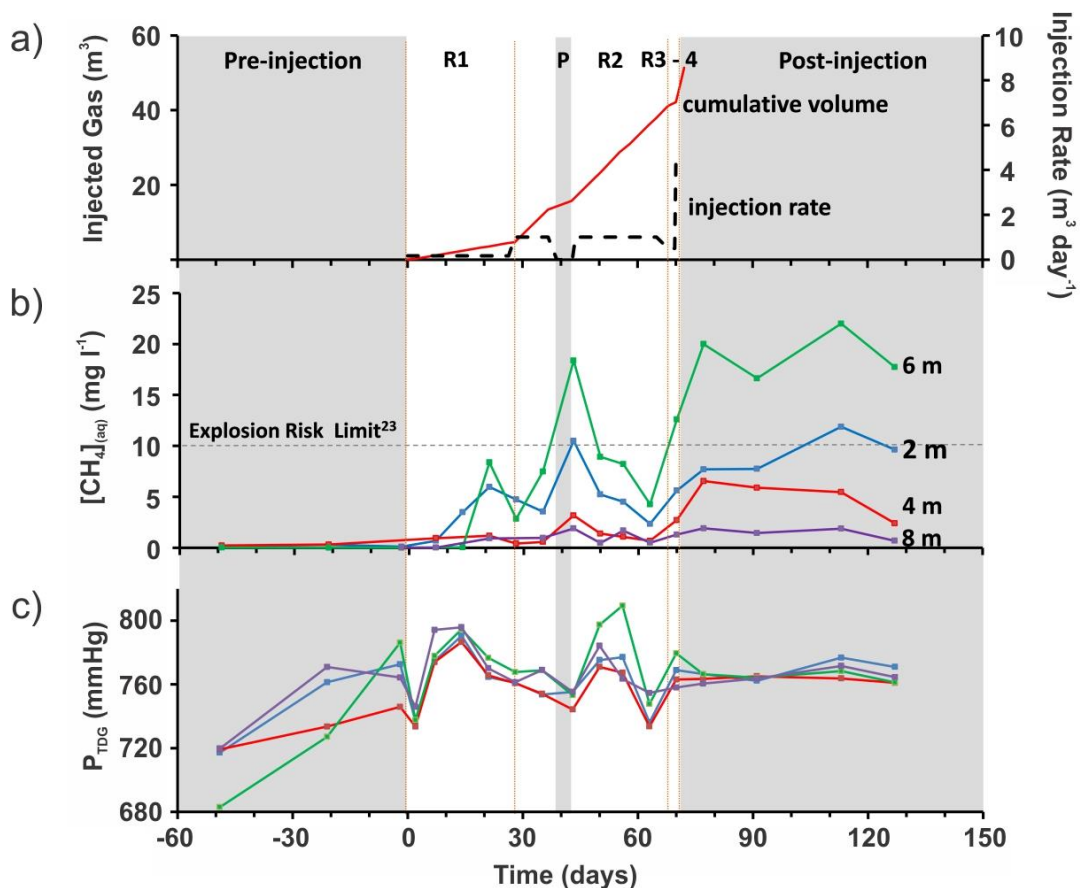 a)
Injected Gas (m³)
60
40
20
Pre-injection
R1
P
R2
R3 - 4
Post-injection
cumulative volume
injection rate
10
8
6
4
2
0
Injection Rate (m³ day⁻¹)
b)
[CH₄](aq) (mg l⁻¹)
25
20
15
10
5
0
Explosion Risk Limit²³
6 m
2 m
4 m
8 m
c)
P_TDG (mmHg)
800
760
720
680
-60
-30
0
30
60
90
120
150
Time (days)